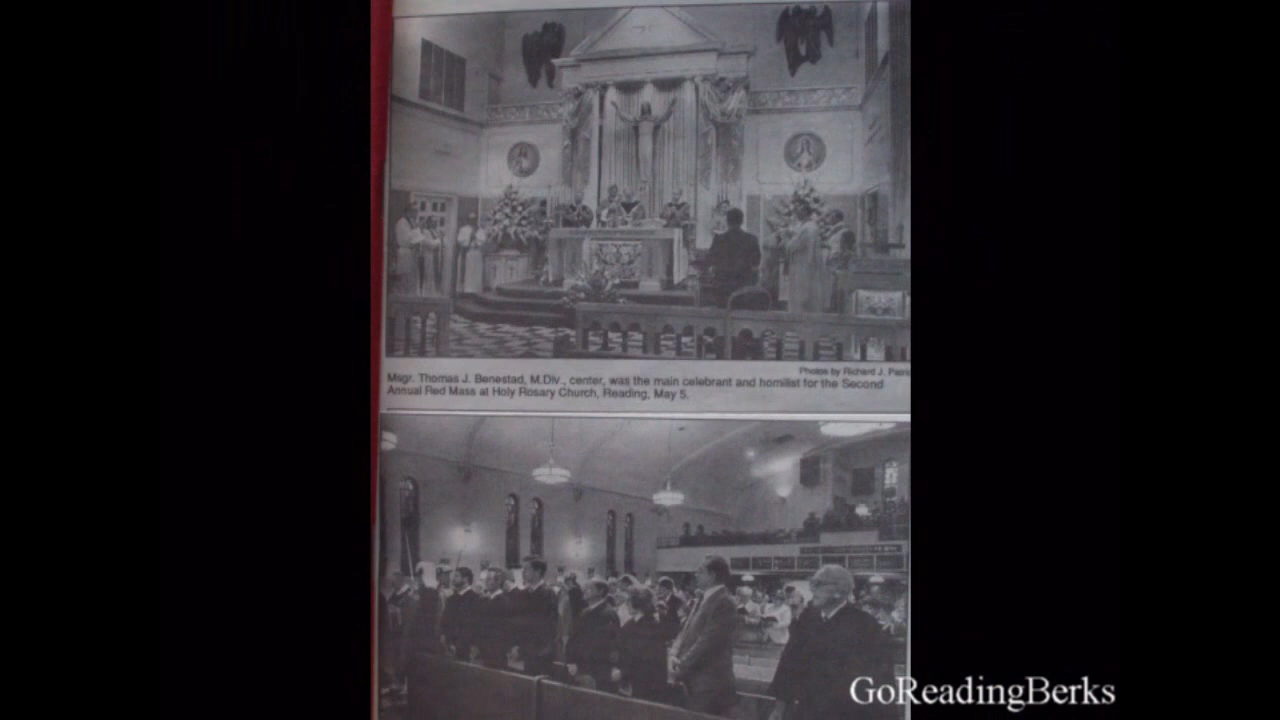 Photos by Richard J.
Msgr. Thomas J. Benestad, M.Div., center, was the main celebrant and homilist for the Second
Annual Red Mass at Holy Rosary Church, Reading, May 5.
GoReadingBerks